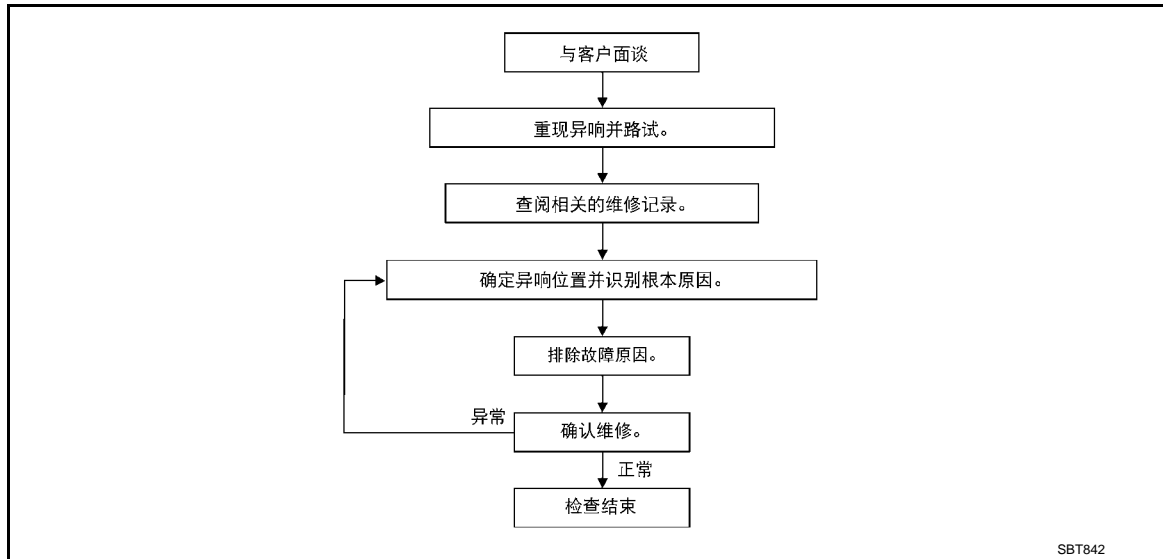 与客户面谈
重现异响并路试。
查阅相关的维修记录。
确定异响位置并识别根本原因。
排除故障原因。
异常
确认维修。
正常
检查结束
SBT842